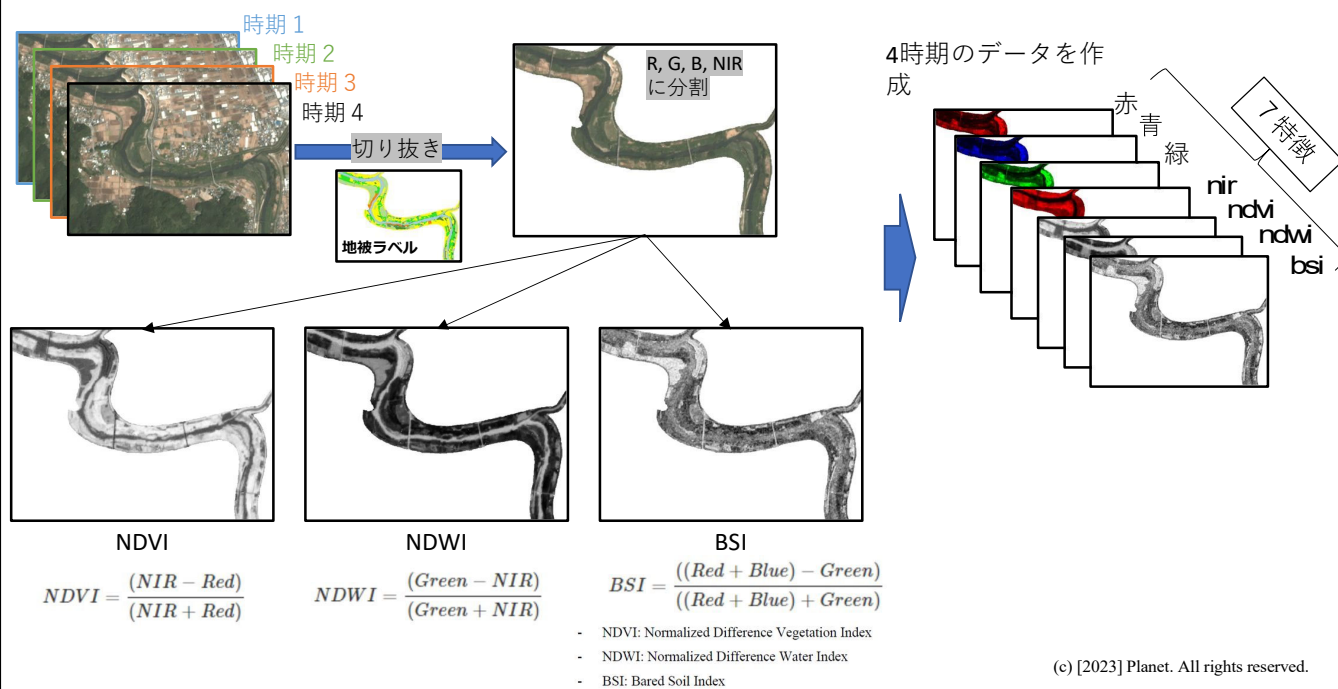 時期 1
時期 2
時期 3
時期 4
切り抜き
地被ラベル
R, G, B, NIR
に分割
4時期のデータを作
成
赤
青
緑
nir
ndvi
ndwi
bsi
7 特徴
NDVI
NDWI
BSI
NDVI = (NIR − Red) / (NIR + Red)
NDWI = (Green − NIR) / (Green + NIR)
BSI = ((Red + Blue) − Green) / ((Red + Blue) + Green)
- NDVI: Normalized Difference Vegetation Index
- NDWI: Normalized Difference Water Index
- BSI: Bared Soil Index
(c) [2023] Planet. All rights reserved.